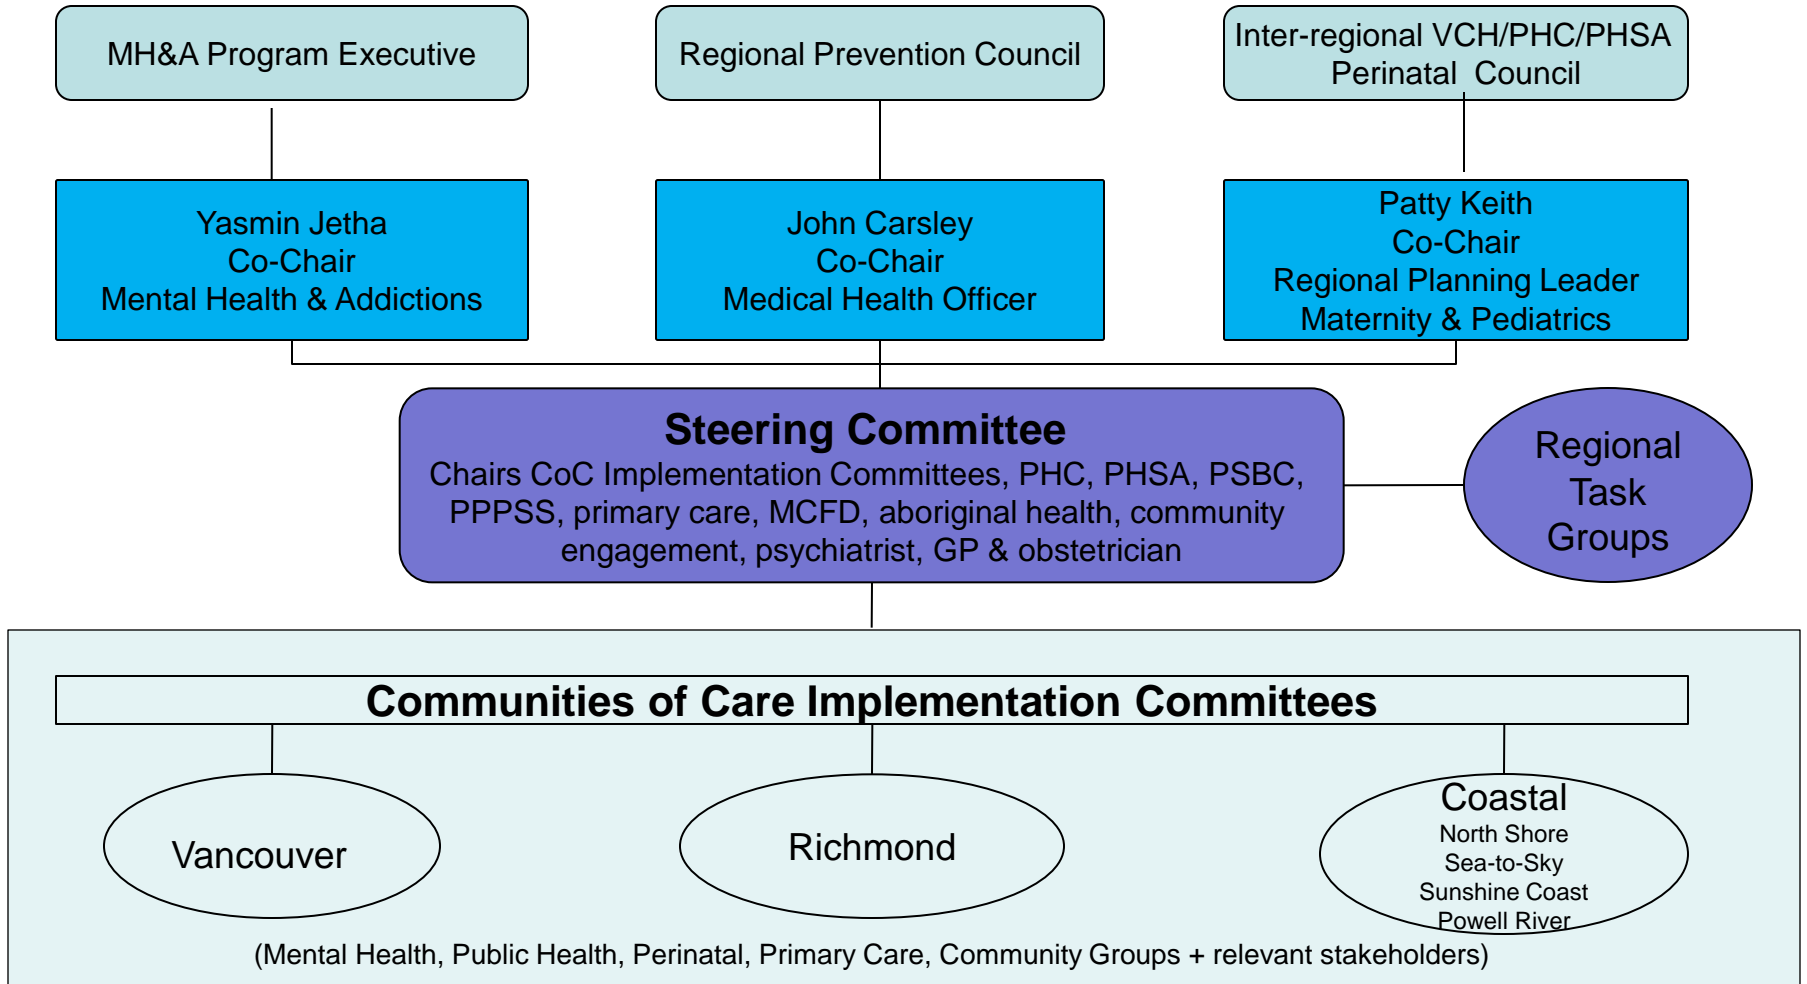 MH&A Program Executive
Regional Prevention Council
Inter-regional VCH/PHC/PHSA
Perinatal Council
Yasmin Jetha
Co-Chair
Mental Health & Addictions
John Carsley
Co-Chair
Medical Health Officer
Patty Keith
Co-Chair
Regional Planning Leader
Maternity & Pediatrics
Steering Committee
Chairs CoC Implementation Committees, PHC, PHSA, PSBC,
PPPSS, primary care, MCFD, aboriginal health, community
engagement, psychiatrist, GP & obstetrician
Regional
Task
Groups
Communities of Care Implementation Committees
Vancouver
Richmond
Coastal
North Shore
Sea-to-Sky
Sunshine Coast
Powell River
(Mental Health, Public Health, Perinatal, Primary Care, Community Groups + relevant stakeholders)